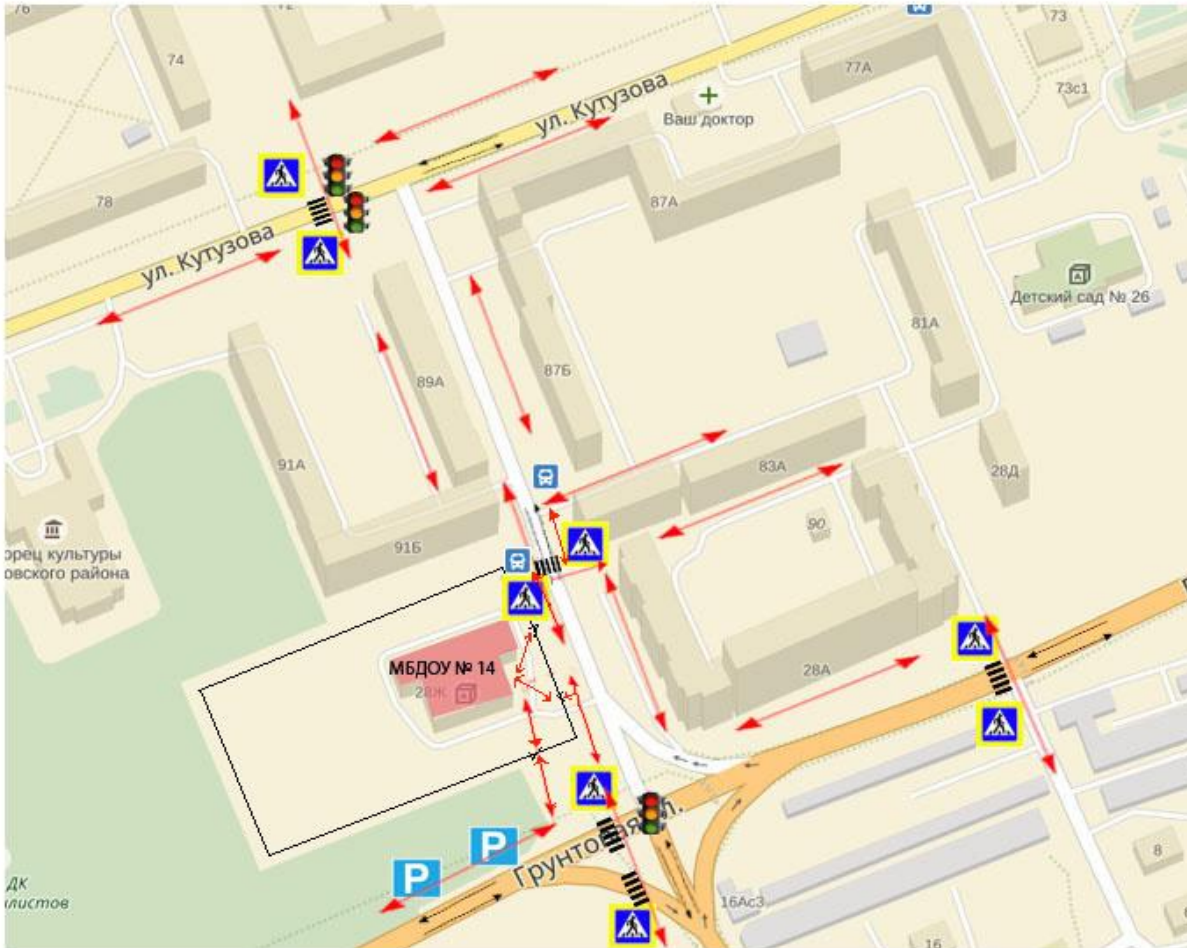 76
72
74
73
77А
73с1
ул. Кутузова
Ваш доктор
78
87А
ул. Кутузова
Детский сад № 26
81А
87Б
89А
91А
83А
28Д
90
91Б
орец культуры
овского района
МБДОУ № 14
28Ж
28А
Грунтовая ул.
P
P
ДК
листов
16Ас3
8
16